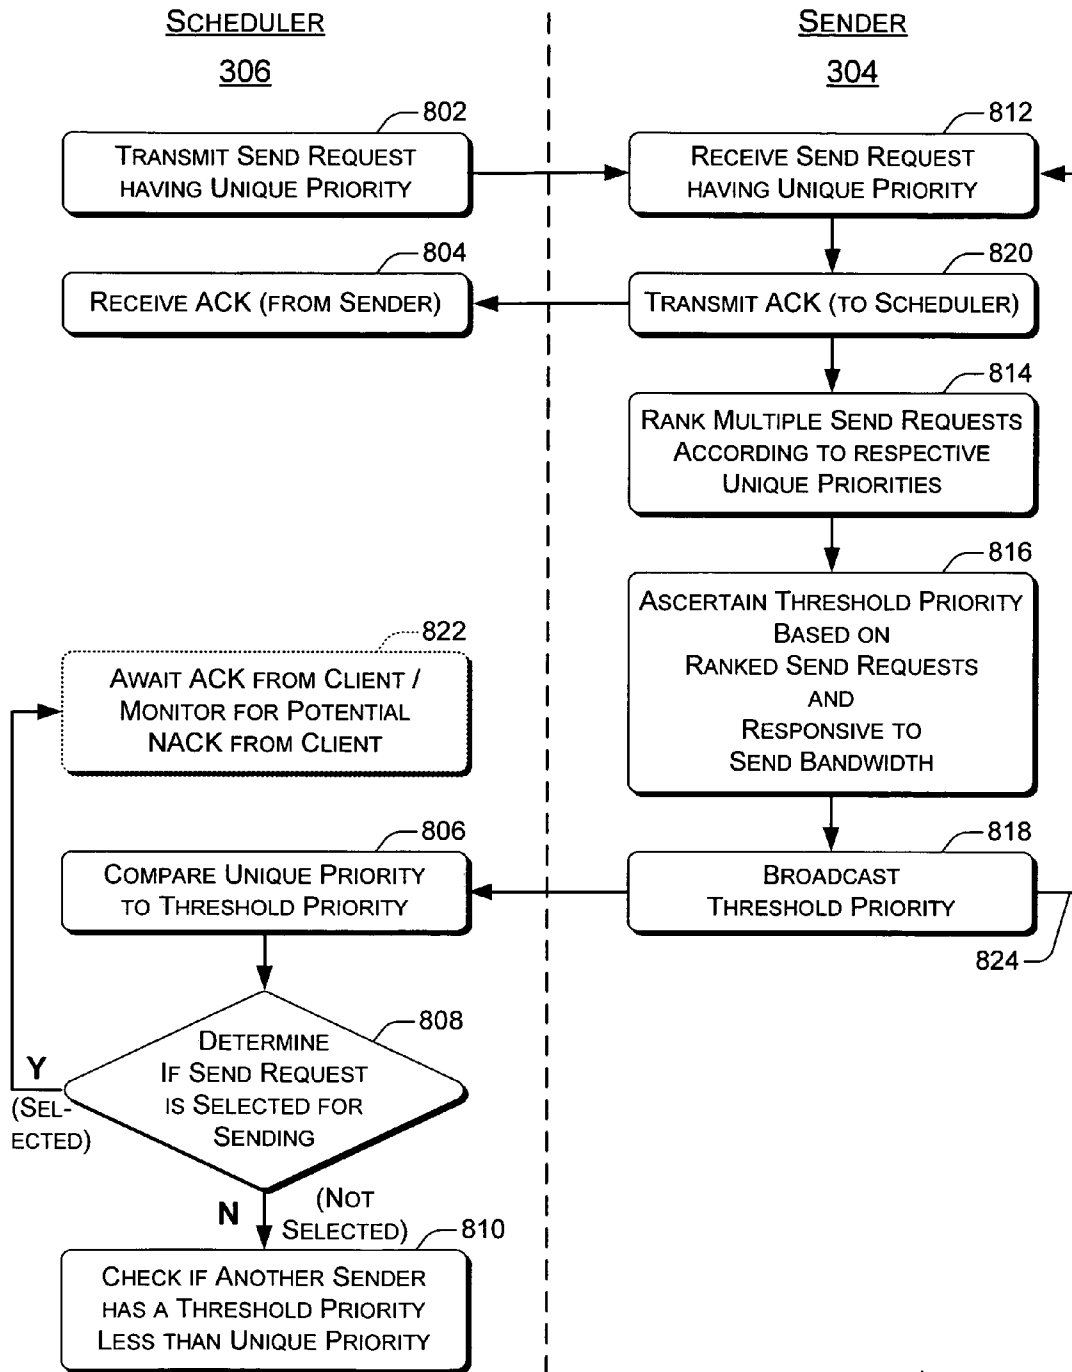 SCHEDULER
306
802
TRANSMIT SEND REQUEST
HAVING UNIQUE PRIORITY
804
RECEIVE ACK (FROM SENDER)
822
AWAIT ACK FROM CLIENT /
MONITOR FOR POTENTIAL
NACK FROM CLIENT
806
COMPARE UNIQUE PRIORITY
TO THRESHOLD PRIORITY
808
DETERMINE
IF SEND REQUEST
IS SELECTED FOR
SENDING
Y
(SEL-
ECTED)
N
(NOT
SELECTED)
810
CHECK IF ANOTHER SENDER
HAS A THRESHOLD PRIORITY
LESS THAN UNIQUE PRIORITY
SENDER
304
812
RECEIVE SEND REQUEST
HAVING UNIQUE PRIORITY
820
TRANSMIT ACK (TO SCHEDULER)
814
RANK MULTIPLE SEND REQUESTS
ACCORDING TO RESPECTIVE
UNIQUE PRIORITIES
816
ASCERTAIN THRESHOLD PRIORITY
BASED ON
RANKED SEND REQUESTS
AND
RESPONSIVE TO
SEND BANDWIDTH
818
BROADCAST
THRESHOLD PRIORITY
824